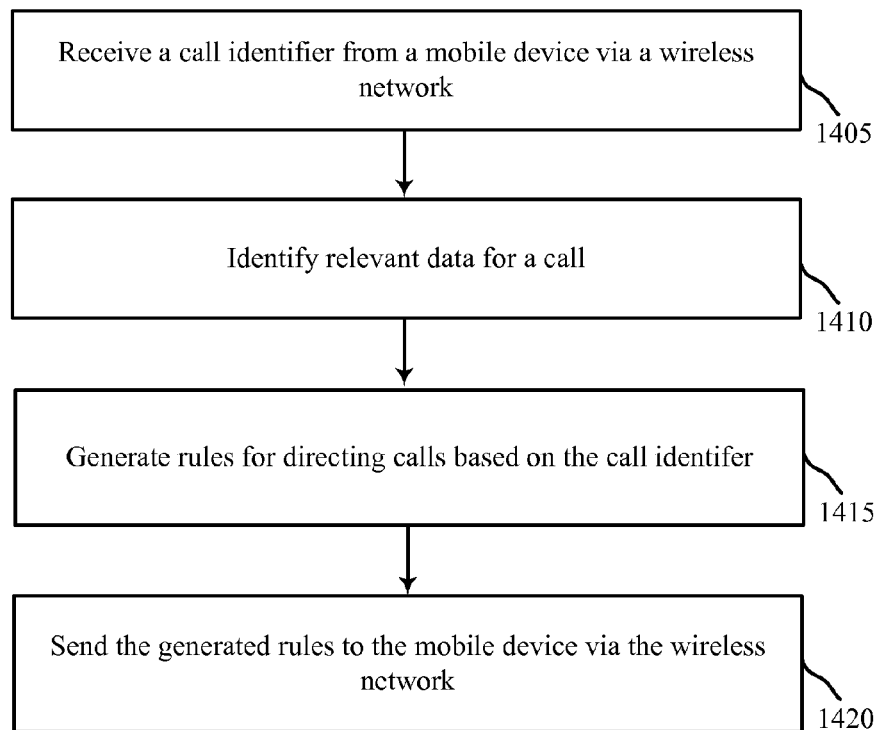 Receive a call identifier from a mobile device via a wireless
network
1405
Identify relevant data for a call
1410
Generate rules for directing calls based on the call identifer
1415
Send the generated rules to the mobile device via the wireless
nctwork
1420